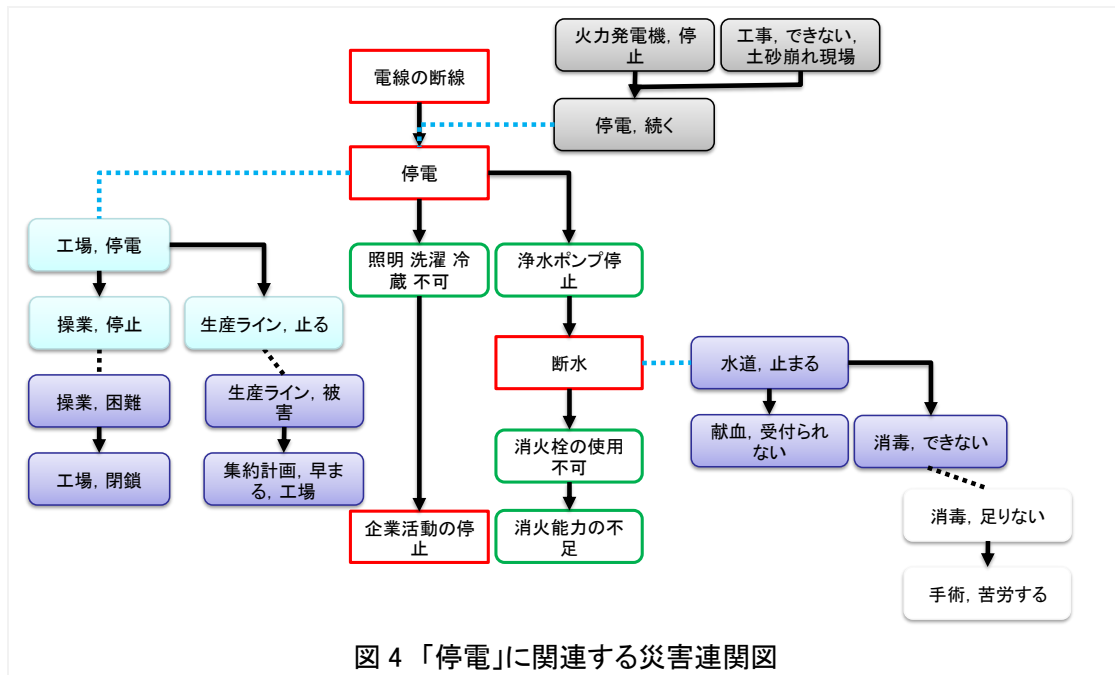 火力発電機, 停
止
工事, できない,
土砂崩れ現場
電線の断線
停電, 続く
停電
工場, 停電
照明 洗濯 冷
蔵 不可
浄水ポンプ停
止
操業, 停止
生産ライン, 止る
断水
水道, 止まる
操業, 困難
生産ライン, 被
害
消火栓の使用
不可
献血, 受付られ
ない
消毒, できない
工場, 閉鎖
集約計画, 早ま
る, 工場
企業活動の停
止
消火能力の不
足
消毒, 足りない
手術, 苦労する
図 4 「停電」に関連する災害連関図